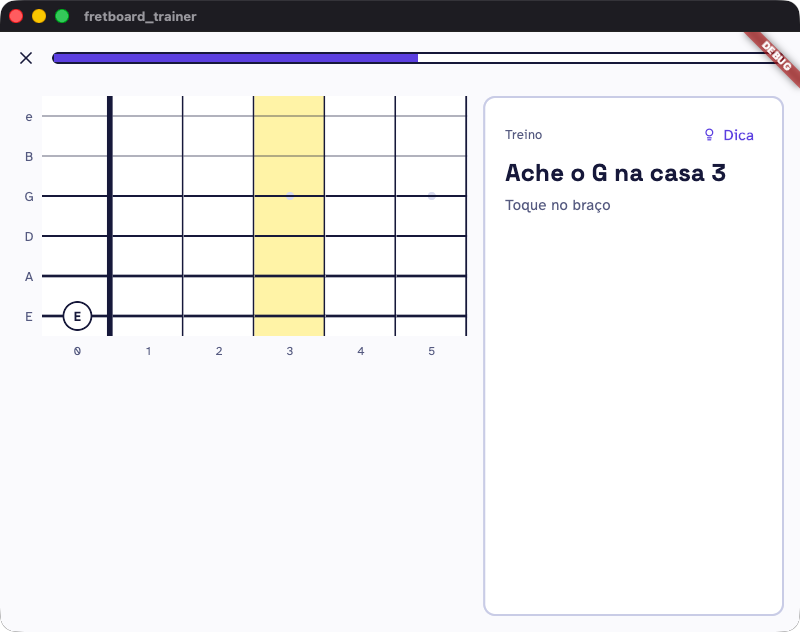 fretboard_trainer
DEBUG
e
B
G
D
A
E
E
0 1 2 3 4 5
Treino
Dica
Ache o G na casa 3
Toque no braço